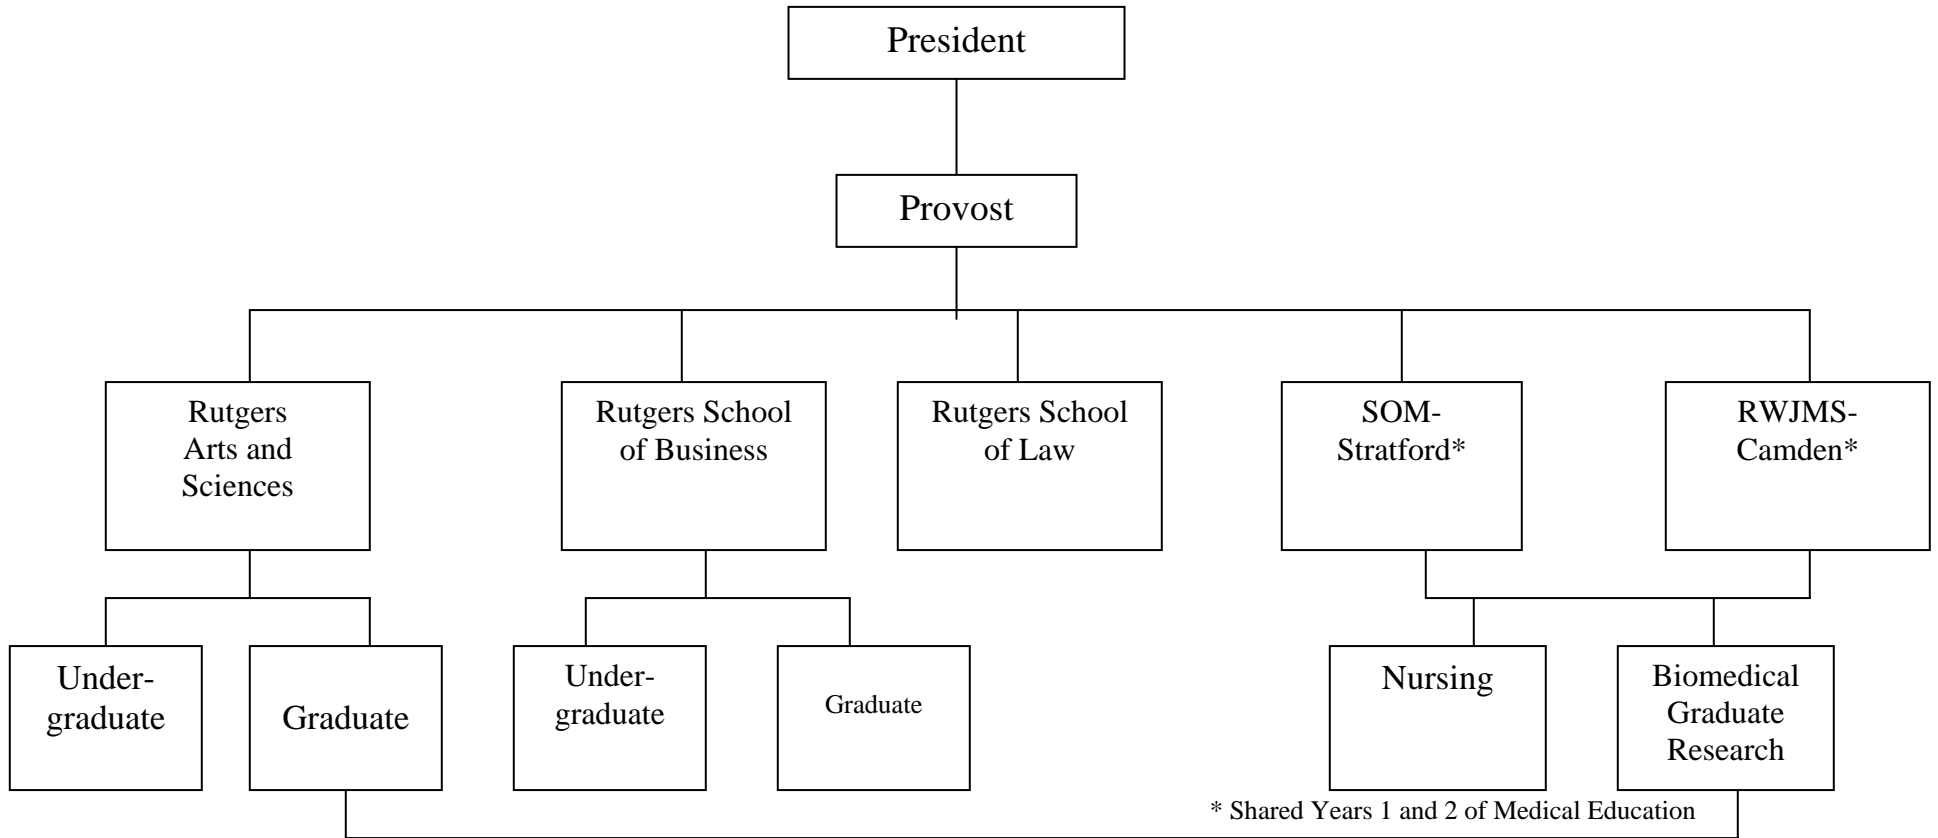 President
Provost
Rutgers
Arts and
Sciences
Rutgers School
of Business
Rutgers School
of Law
SOM-
Stratford*
RWJMS-
Camden*
Under-
graduate
Graduate
Under-
graduate
Graduate
Nursing
Biomedical
Graduate
Research
* Shared Years 1 and 2 of Medical Education